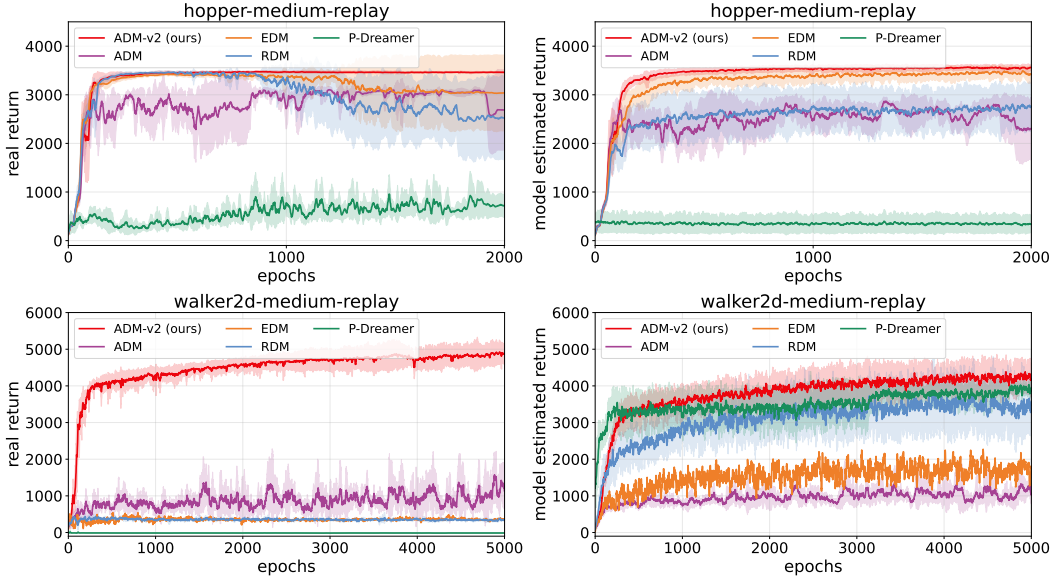 hopper-medium-replay
real return
4000
3000
2000
1000
0
ADM-v2 (ours) EDM P-Dreamer
ADM RDM
0 1000 2000
epochs
hopper-medium-replay
model estimated return
4000
3000
2000
1000
0
ADM-v2 (ours) EDM P-Dreamer
ADM RDM
0 1000 2000
epochs
walker2d-medium-replay
real return
6000
5000
4000
3000
2000
1000
0
ADM-v2 (ours) EDM P-Dreamer
ADM RDM
0 1000 2000 3000 4000 5000
epochs
walker2d-medium-replay
model estimated return
6000
5000
4000
3000
2000
1000
0
ADM-v2 (ours) EDM P-Dreamer
ADM RDM
0 1000 2000 3000 4000 5000
epochs